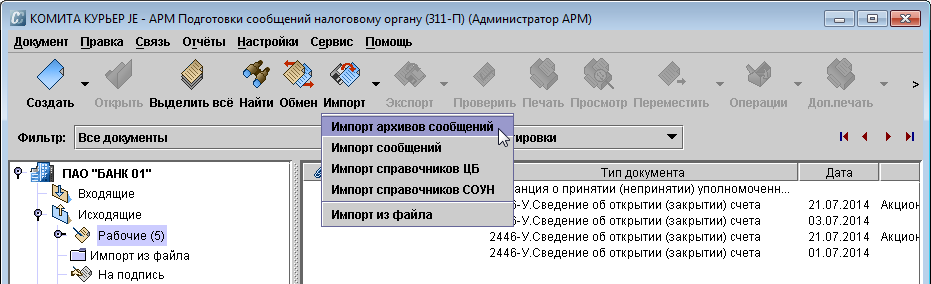 КОМИТА КУРЬЕР JE - АРМ Подготовки сообщений налоговому органу (311-П) (Администратор АРМ)
Документ Правка Связь Отчёты Настройки Сервис Помощь
Создать Открыть Выделить всё Найти Обмен Импорт Экспорт Проверить Печать Просмотр Переместить Операции Доп.печать >
Фильтр: Все документы
Импорт архивов сообщений
Импорт сообщений
Импорт справочников ЦБ
Импорт справочников СОУН
Импорт из файла
ировки
ПАО "БАНК 01"
Входящие
Исходящие
Рабочие (5)
Импорт из файла
На подпись
Тип документа Дата
анция о принятии (непринятии) уполномоченн...
6-У.Сведение об открытии (закрытии) счета 21.07.2014 Акцион
6-У.Сведение об открытии (закрытии) счета 03.07.2014
2446-У.Сведение об открытии (закрытии) счета 21.07.2014 Акцион
2446-У.Сведение об открытии (закрытии) счета 01.07.2014